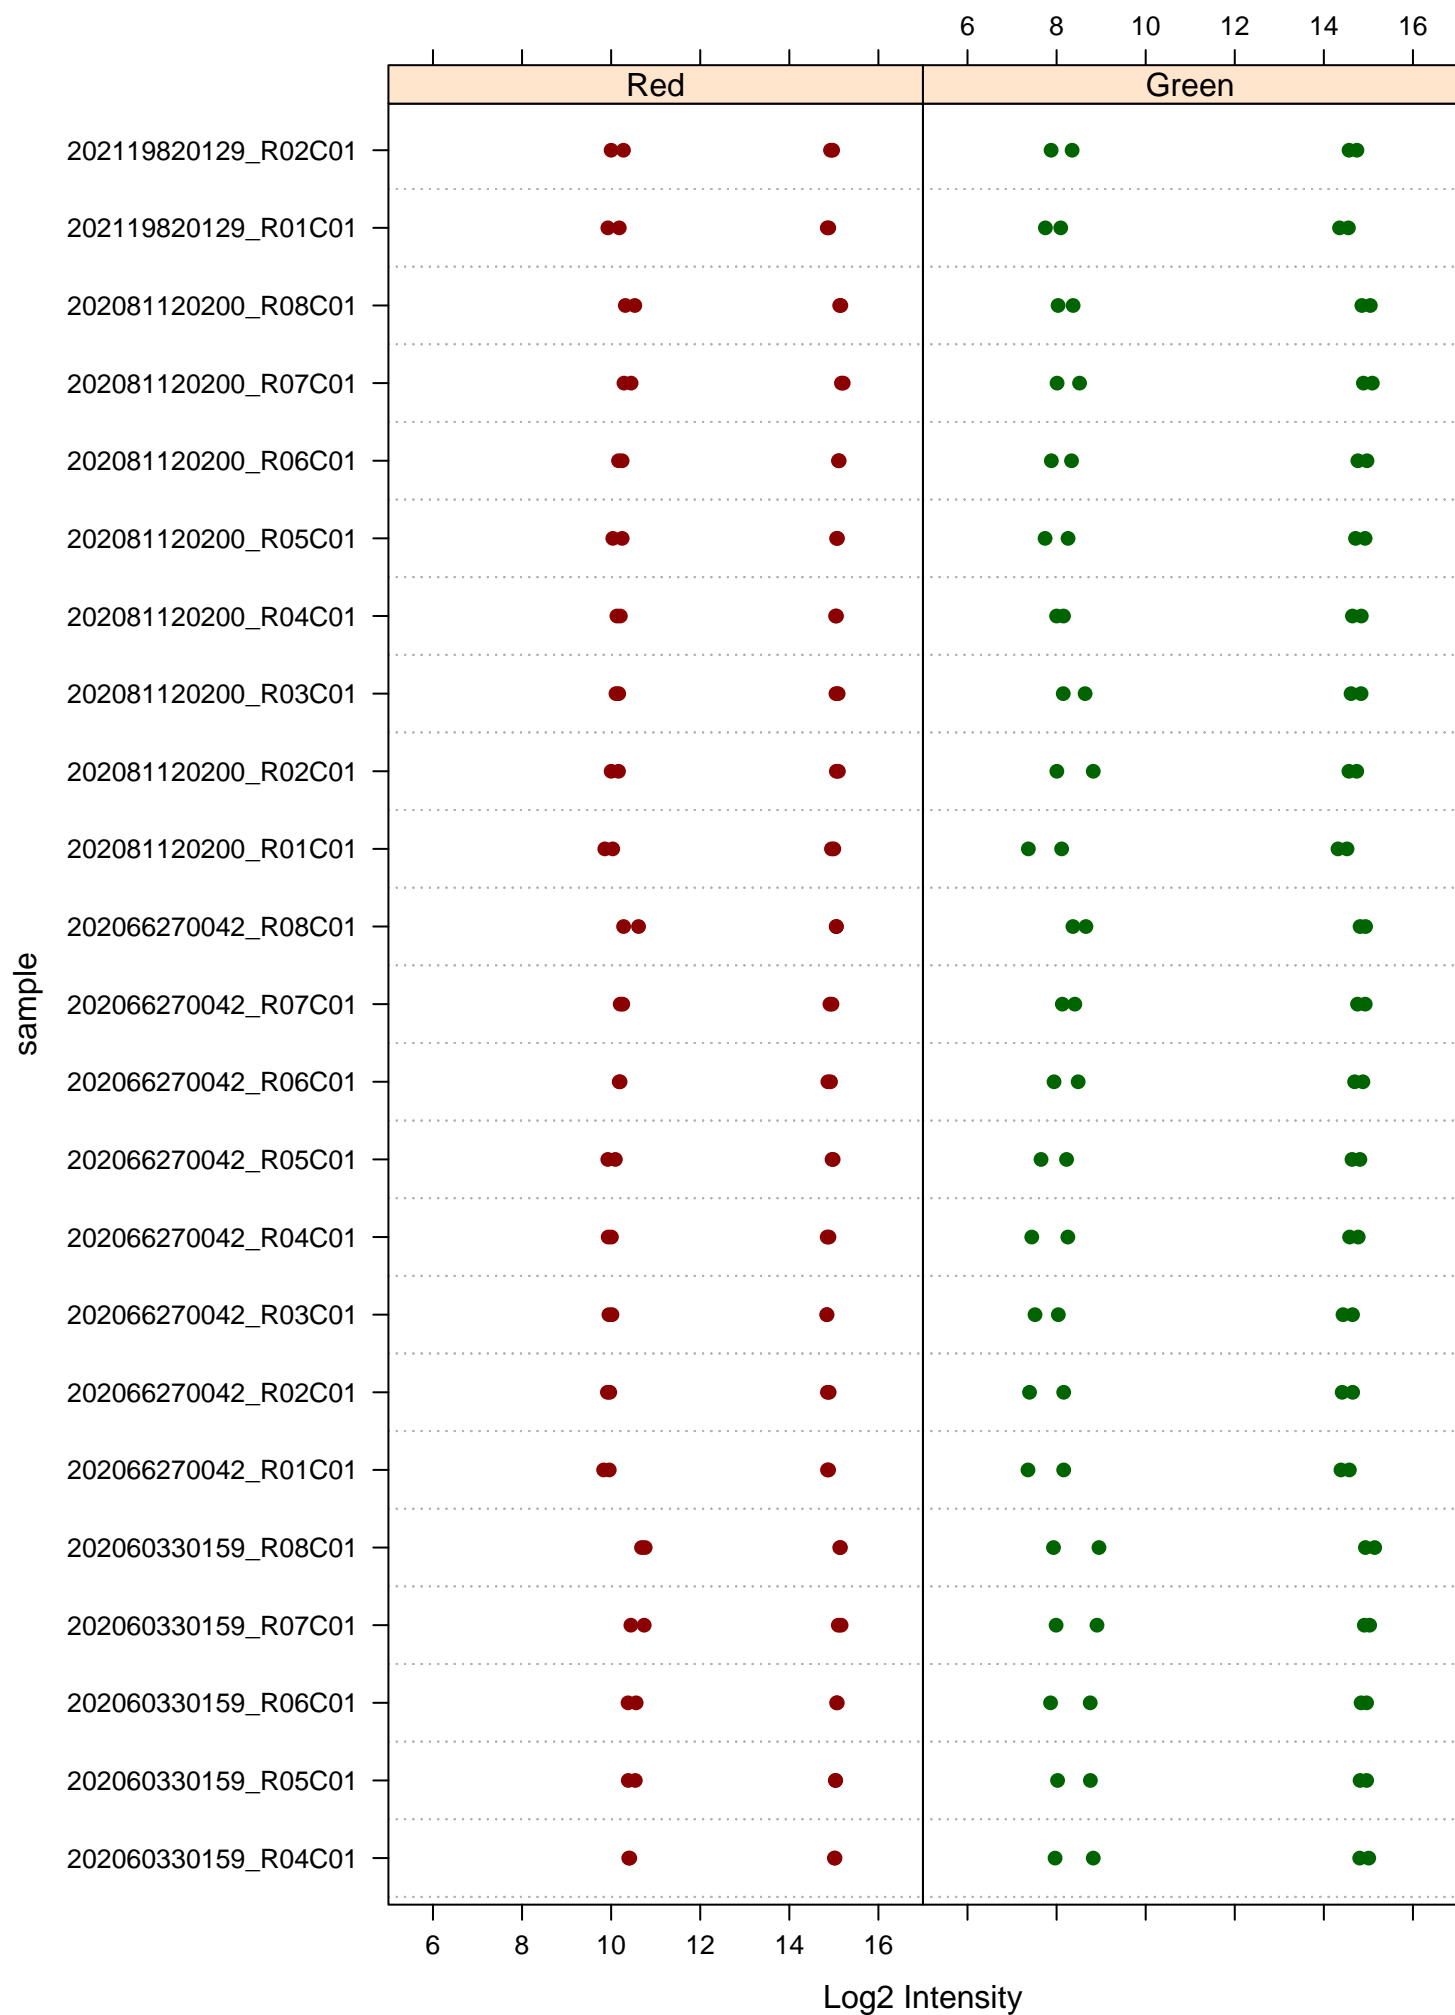 6 8 10 12 14 16
Red Green
202119820129_R02C01
202119820129_R01C01
202081120200_R08C01
202081120200_R07C01
202081120200_R06C01
202081120200_R05C01
202081120200_R04C01
202081120200_R03C01
202081120200_R02C01
202081120200_R01C01
202066270042_R08C01
202066270042_R07C01
202066270042_R06C01
202066270042_R05C01
202066270042_R04C01
202066270042_R03C01
202066270042_R02C01
202066270042_R01C01
202060330159_R08C01
202060330159_R07C01
202060330159_R06C01
202060330159_R05C01
202060330159_R04C01
sample
6 8 10 12 14 16
Log2 Intensity